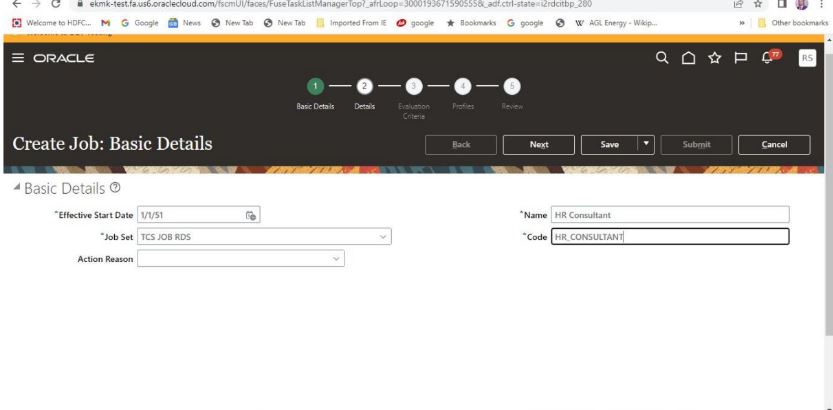 ekmk-test.fa.us6.oraclecloud.com/fscmUI/faces/FuseTaskListManagerTop?_afrLoop=30001936715905558&_adf.ctrl-state=i2rdcitbp_280
Welcome to HDFC... M G Google News New Tab New Tab Imported From IE google Bookmarks G google W AGL Energy - Wikip... » Other bookmarks
ORACLE 77 RS
1 2 3 4 5
Basic Details Details Evaluation Criteria Profiles Review
Create Job: Basic Details Back Next Save Submit Cancel
Basic Details
*Effective Start Date 1/1/51 *Name HR Consultant
*Job Set TCS JOB RDS *Code HR_CONSULTANT
Action Reason